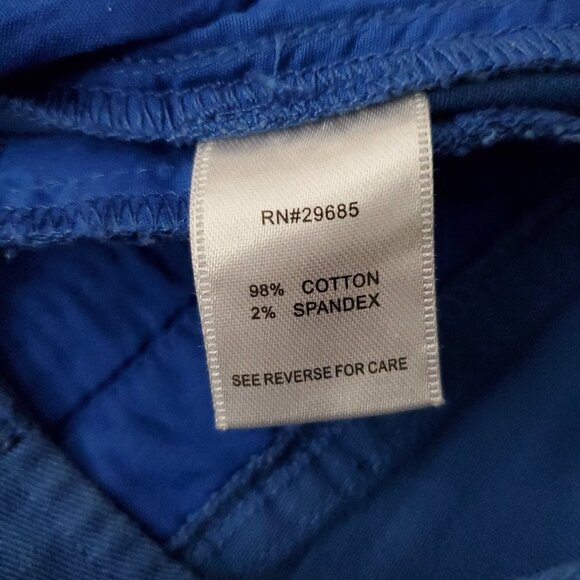 RN#29685
98% COTTON
2% SPANDEX
SEE REVERSE FOR CARE